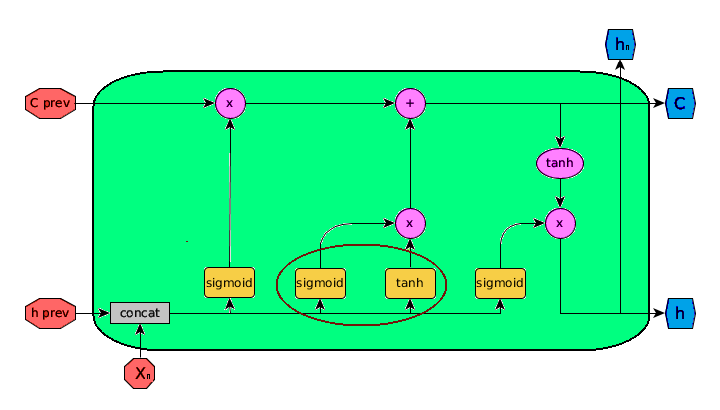 hn
C prev
x
+
C
tanh
x
x
sigmoid
sigmoid
tanh
sigmoid
h prev
concat
h
Xn